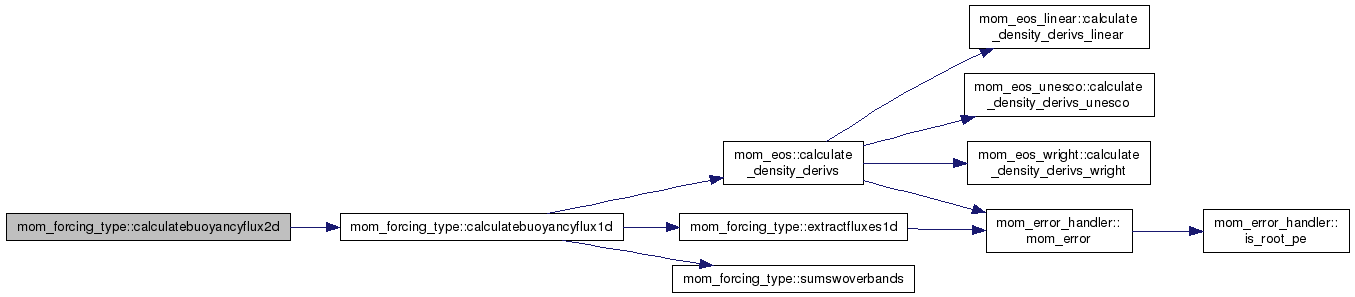 mom_forcing_type::calculatebuoyancyflux2d
mom_forcing_type::calculatebuoyancyflux1d
mom_eos::calculate
_density_derivs
mom_eos_linear::calculate
_density_derivs_linear
mom_eos_unesco::calculate
_density_derivs_unesco
mom_eos_wright::calculate
_density_derivs_wright
mom_error_handler::
mom_error
mom_error_handler::
is_root_pe
mom_forcing_type::extractfluxes1d
mom_forcing_type::sumswoverbands